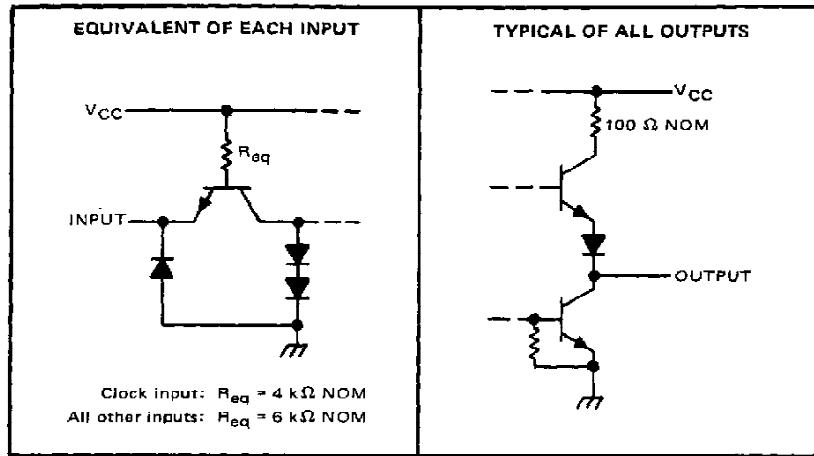 EQUIVALENT OF EACH INPUT
VCC
Req
INPUT
Clock input: Req = 4 kΩ NOM
All other inputs: Req = 6 kΩ NOM
TYPICAL OF ALL OUTPUTS
VCC
100 Ω NOM
OUTPUT